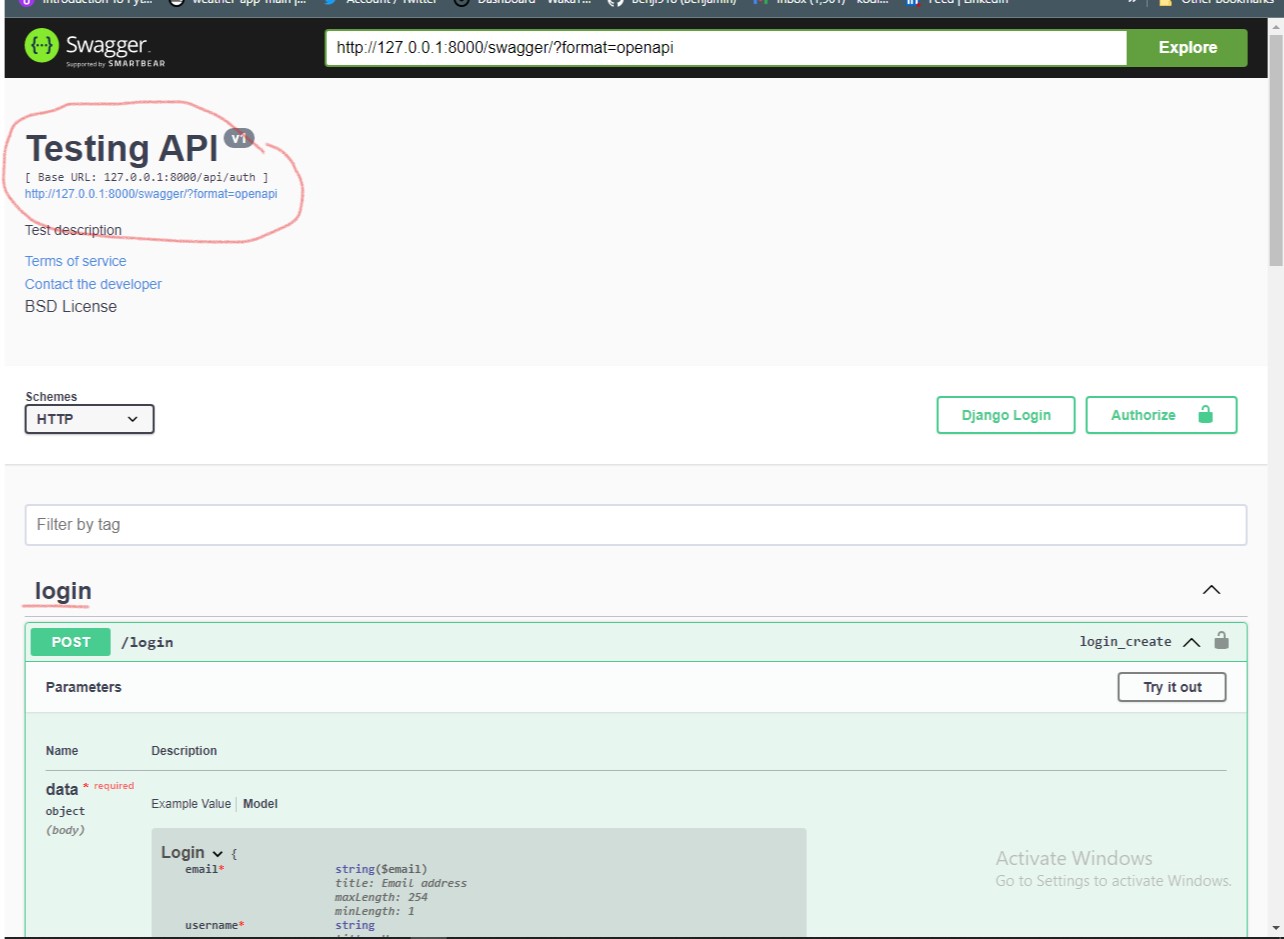 Introduction To Pyt...
weather-app-main |...
Account / Twitter
Dashboard - WakaT...
Benji918 (Benjamin)
Inbox (1,501) - kodi...
Feed | LinkedIn
»
Other bookmarks
{··} Swagger.
Supported by SMARTBEAR
http://127.0.0.1:8000/swagger/?format=openapi
Explore
Testing API v1
[ Base URL: 127.0.0.1:8000/api/auth ]
http://127.0.0.1:8000/swagger/?format=openapi
Test description
Terms of service
Contact the developer
BSD License
Schemes
HTTP
Django Login
Authorize
Filter by tag
login
POST /login login_create
Parameters
Try it out
Name Description
data * required
object
(body)
Example Value | Model
Login {
email* string($email)
title: Email address
maxLength: 254
minLength: 1
username* string
Activate Windows
Go to Settings to activate Windows.